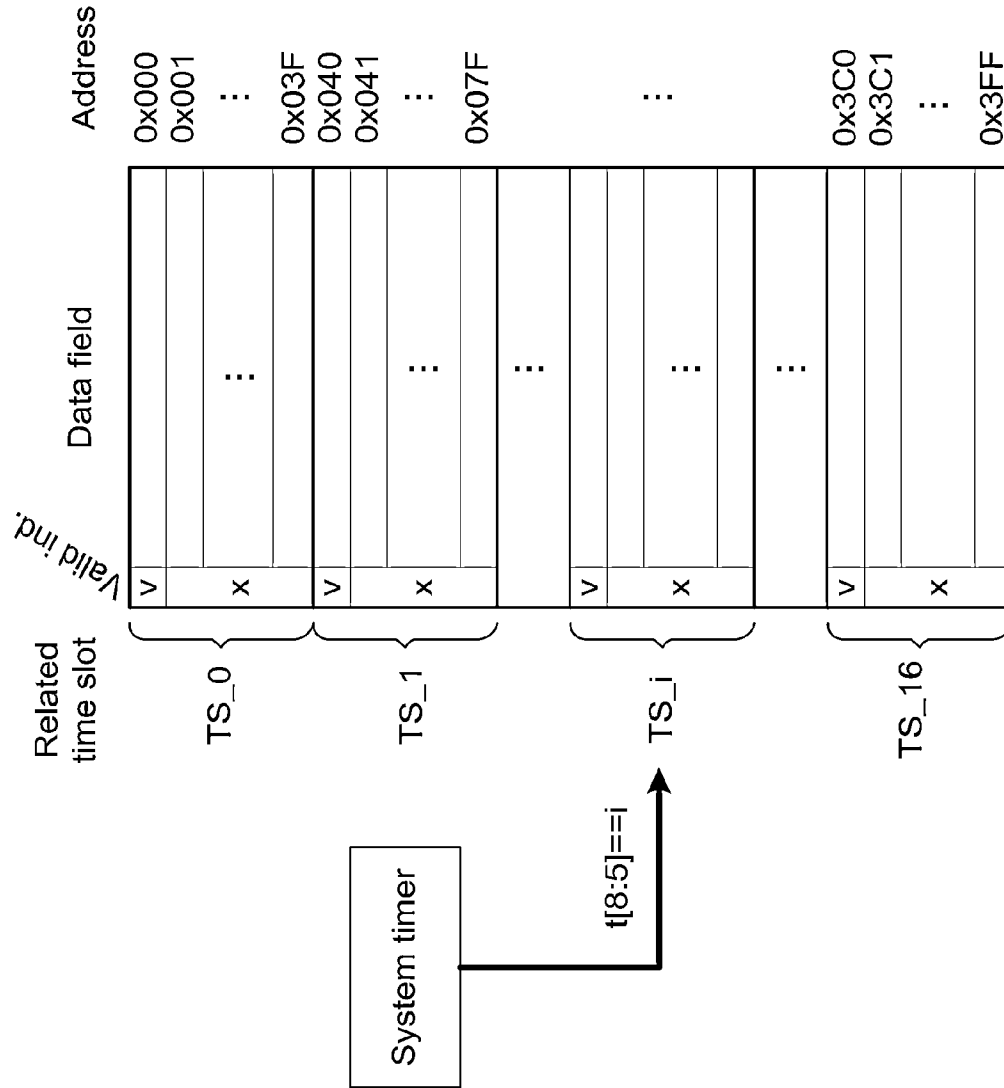 Related
time slot
Valid ind.
Data field
Address
TS_0
v
x
...
0x000
0x001
...
0x03F
TS_1
v
x
...
0x040
0x041
...
0x07F
...
System timer
t[8:5]==i
TS_i
v
x
...
...
...
TS_16
v
x
0x3C0
0x3C1
...
0x3FF